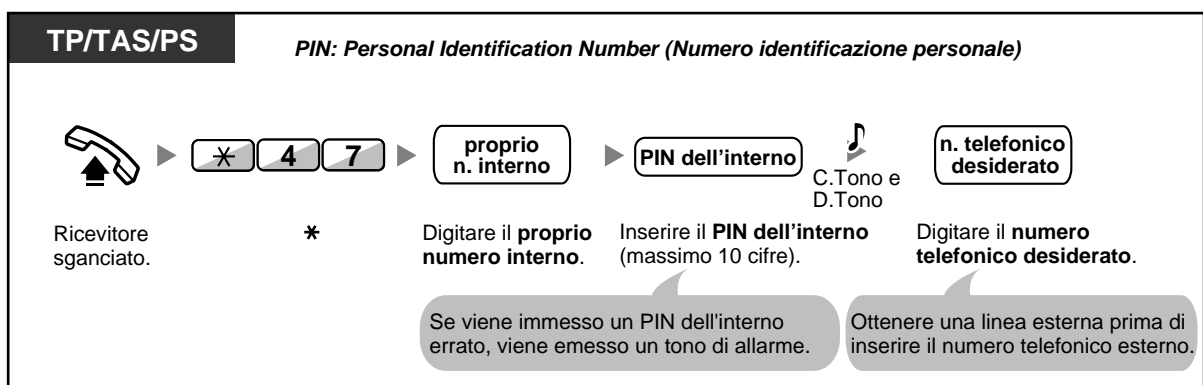 TP/TAS/PS
PIN: Personal Identification Number (Numero identificazione personale)
* 4 7
proprio
n. interno
PIN dell’interno
C.Tono e
D.Tono
n. telefonico
desiderato
Ricevitore
sganciato.
*
Digitare il proprio
numero interno.
Inserire il PIN dell’interno
(massimo 10 cifre).
Digitare il numero
telefonico desiderato.
Se viene immesso un PIN dell'interno
errato, viene emesso un tono di allarme.
Ottenere una linea esterna prima di
inserire il numero telefonico esterno.